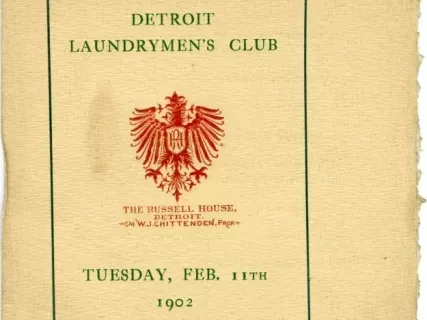 DETROIT
LAUNDRYMEN'S CLUB
THE RUSSELL HOUSE,
DETROIT.
W.J. CHITTENDEN, PROP.
TUESDAY, FEB. 11TH
1902